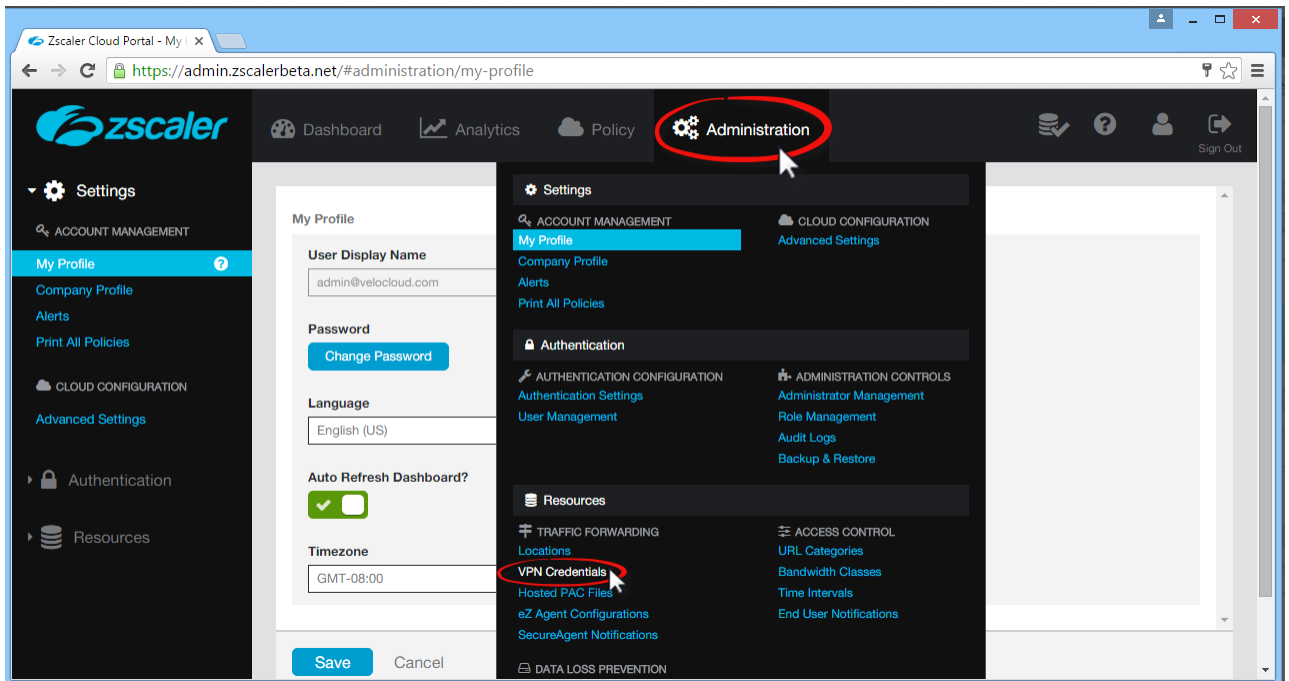 Zscaler Cloud Portal - My
https://admin.zscalerbeta.net/#administration/my-profile
zscaler
Dashboard
Analytics
Policy
Administration
Sign Out
Settings
ACCOUNT MANAGEMENT
My Profile
Company Profile
Alerts
Print All Policies
CLOUD CONFIGURATION
Advanced Settings
Authentication
Resources
My Profile
User Display Name
admin@velocloud.com
Password
Change Password
Language
English (US)
Auto Refresh Dashboard?
Timezone
GMT-08:00
Save
Cancel
Settings
ACCOUNT MANAGEMENT
My Profile
Company Profile
Alerts
Print All Policies
CLOUD CONFIGURATION
Advanced Settings
Authentication
AUTHENTICATION CONFIGURATION
Authentication Settings
User Management
ADMINISTRATION CONTROLS
Administrator Management
Role Management
Audit Logs
Backup & Restore
Resources
TRAFFIC FORWARDING
Locations
VPN Credentials
Hosted PAC Files
eZ Agent Configurations
SecureAgent Notifications
ACCESS CONTROL
URL Categories
Bandwidth Classes
Time Intervals
End User Notifications
DATA LOSS PREVENTION